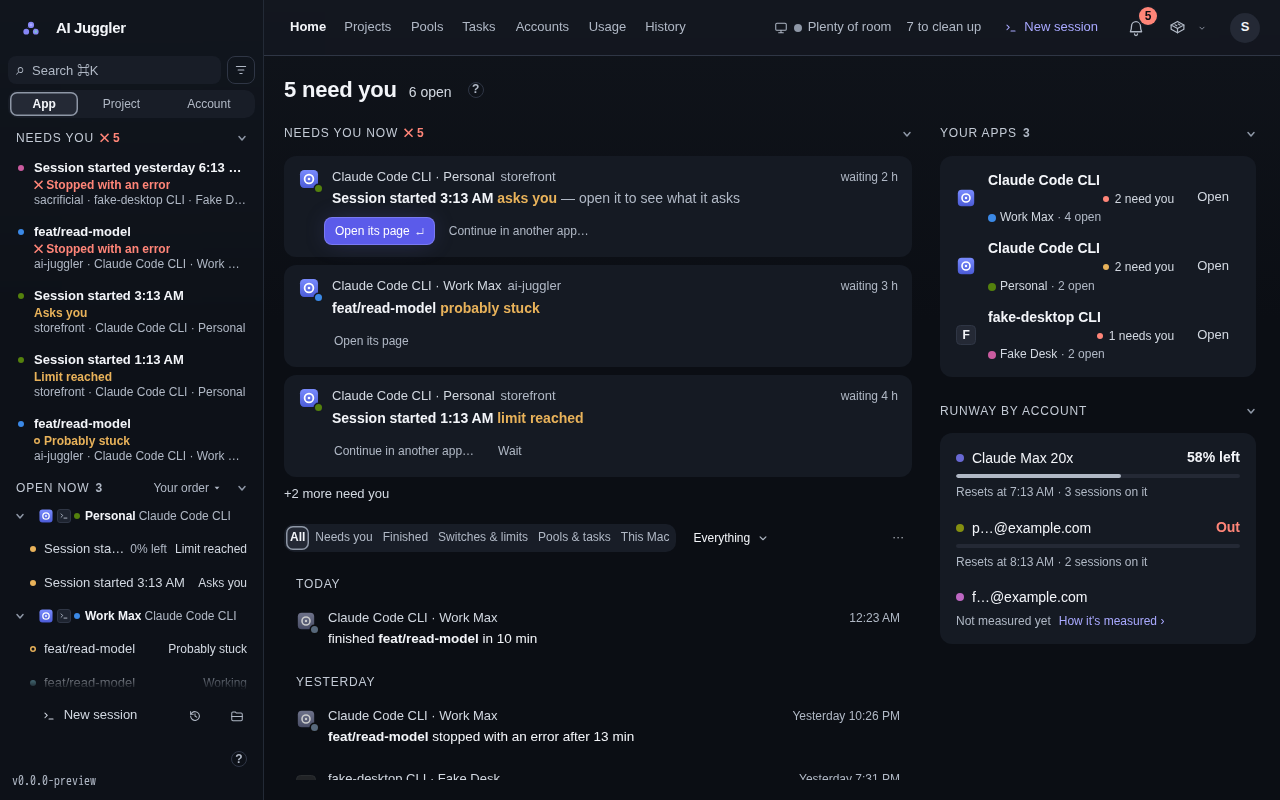 AI Juggler
Search ⌘K
App Project Account
NEEDS YOU 5
Session started yesterday 6:13 …
Stopped with an error
sacrificial · fake-desktop CLI · Fake D…
feat/read-model
Stopped with an error
ai-juggler · Claude Code CLI · Work …
Session started 3:13 AM
Asks you
storefront · Claude Code CLI · Personal
Session started 1:13 AM
Limit reached
storefront · Claude Code CLI · Personal
feat/read-model
Probably stuck
ai-juggler · Claude Code CLI · Work …
OPEN NOW 3 Your order
Personal Claude Code CLI
Session sta… 0% left Limit reached
Session started 3:13 AM Asks you
Work Max Claude Code CLI
feat/read-model Probably stuck
feat/read-model Working
New session
?
v0.0.0-preview
Home Projects Pools Tasks Accounts Usage History Plenty of room 7 to clean up New session 5 S
5 need you 6 open ?
NEEDS YOU NOW 5
Claude Code CLI · Personal storefront waiting 2 h
Session started 3:13 AM asks you — open it to see what it asks
Open its page ↵ Continue in another app…
Claude Code CLI · Work Max ai-juggler waiting 3 h
feat/read-model probably stuck
Open its page
Claude Code CLI · Personal storefront waiting 4 h
Session started 1:13 AM limit reached
Continue in another app… Wait
+2 more need you
All Needs you Finished Switches & limits Pools & tasks This Mac Everything ···
TODAY
Claude Code CLI · Work Max 12:23 AM
finished feat/read-model in 10 min
YESTERDAY
Claude Code CLI · Work Max Yesterday 10:26 PM
feat/read-model stopped with an error after 13 min
fake-desktop CLI · Fake Desk Yesterday 7:31 PM
YOUR APPS 3
Claude Code CLI
2 need you Open
Work Max · 4 open
Claude Code CLI
2 need you Open
Personal · 2 open
F fake-desktop CLI
1 needs you Open
Fake Desk · 2 open
RUNWAY BY ACCOUNT
Claude Max 20x 58% left
Resets at 7:13 AM · 3 sessions on it
p…@example.com Out
Resets at 8:13 AM · 2 sessions on it
f…@example.com
Not measured yet How it's measured ›